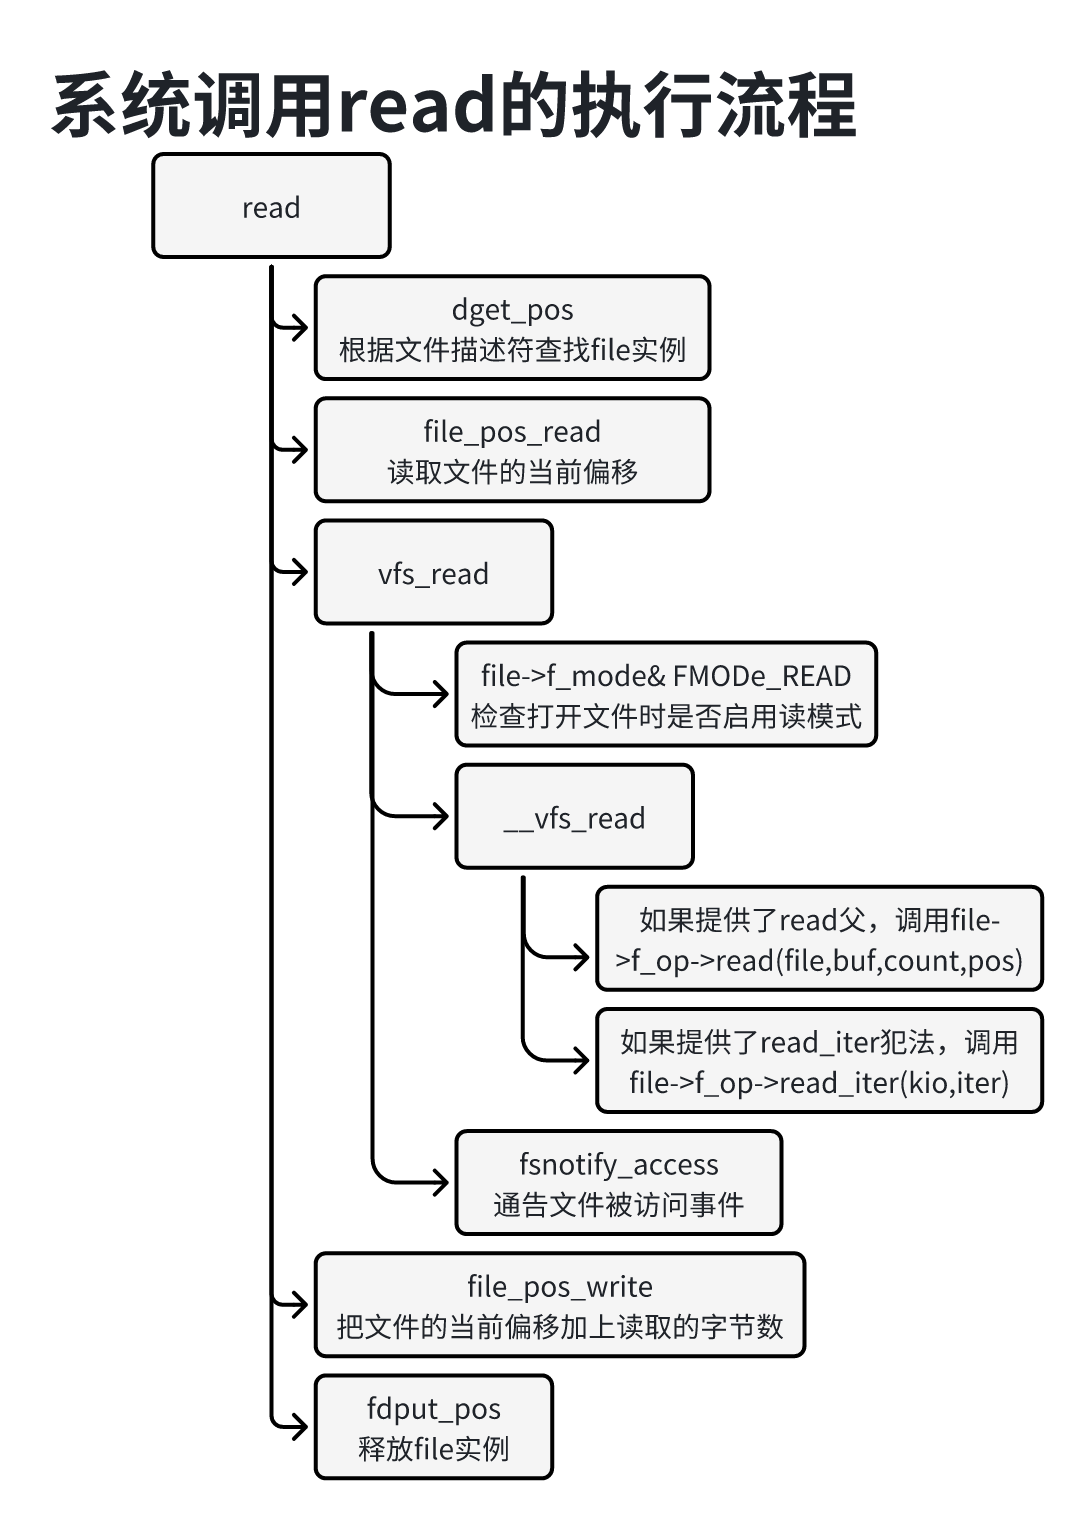 系统调用read的执行流程
read
dget_pos
根据文件描述符查找file实例
file_pos_read
读取文件的当前偏移
vfs_read
file->f_mode& FMODe_READ
检查打开文件时是否启用读模式
__vfs_read
如果提供了read父，调用file-
>f_op->read(file,buf,count,pos)
如果提供了read_iter犯法，调用
file->f_op->read_iter(kio,iter)
fsnotify_access
通告文件被访问事件
file_pos_write
把文件的当前偏移加上读取的字节数
fdput_pos
释放file实例